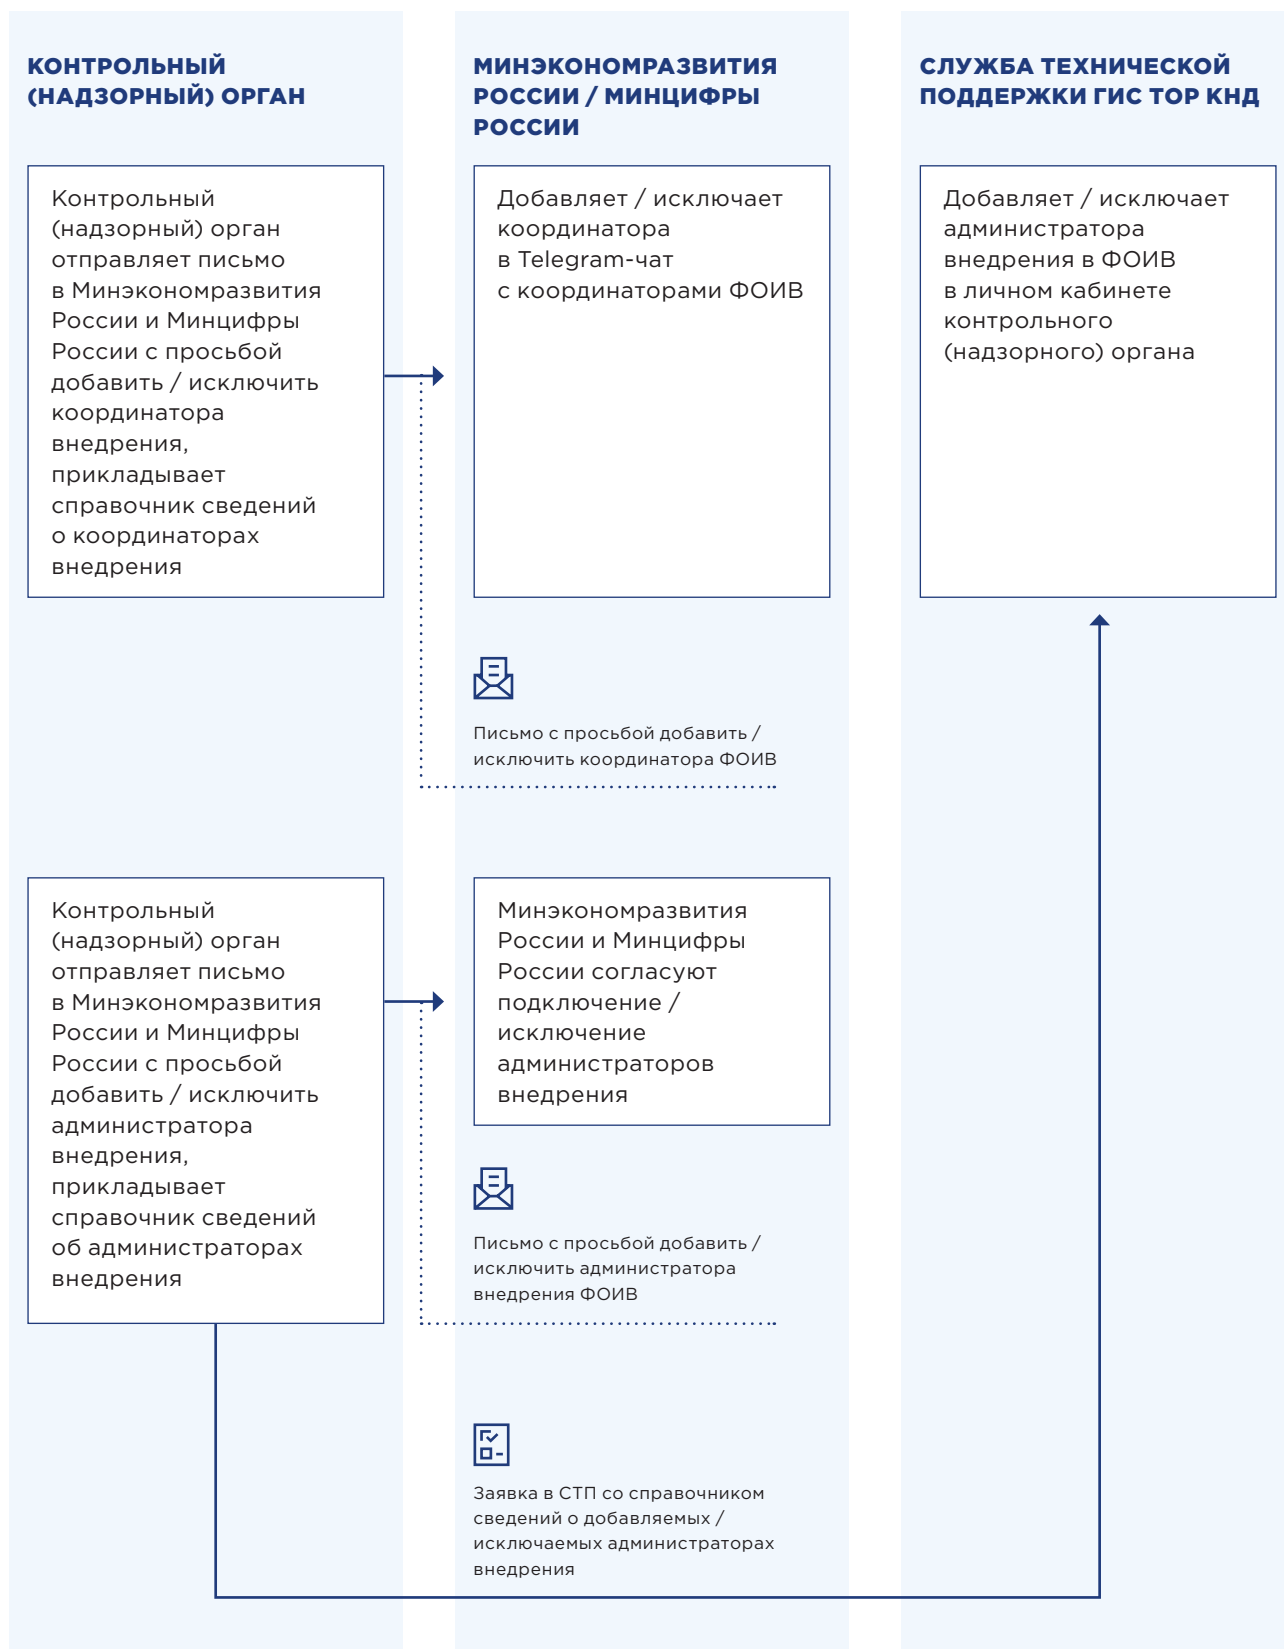 КОНТРОЛЬНЫЙ
(НАДЗОРНЫЙ) ОРГАН
МИНЭКОНОМРАЗВИТИЯ
РОССИИ / МИНЦИФРЫ
РОССИИ
СЛУЖБА ТЕХНИЧЕСКОЙ
ПОДДЕРЖКИ ГИС ТОР КНД
Контрольный
(надзорный) орган
отправляет письмо
в Минэкономразвития
России и Минцифры
России с просьбой
добавить / исключить
координатора
внедрения,
прикладывает
справочник сведений
о координаторах
внедрения
Добавляет / исключает
координатора
в Telegram-чат
с координаторами ФОИВ
Добавляет / исключает
администратора
внедрения в ФОИВ
в личном кабинете
контрольного
(надзорного) органа
Письмо с просьбой добавить /
исключить координатора ФОИВ
Контрольный
(надзорный) орган
отправляет письмо
в Минэкономразвития
России и Минцифры
России с просьбой
добавить / исключить
администратора
внедрения,
прикладывает
справочник сведений
об администраторах
внедрения
Минэкономразвития
России и Минцифры
России согласуют
подключение /
исключение
администраторов
внедрения
Письмо с просьбой добавить /
исключить администратора
внедрения ФОИВ
Заявка в СТП со справочником
сведений о добавляемых /
исключаемых администраторах
внедрения